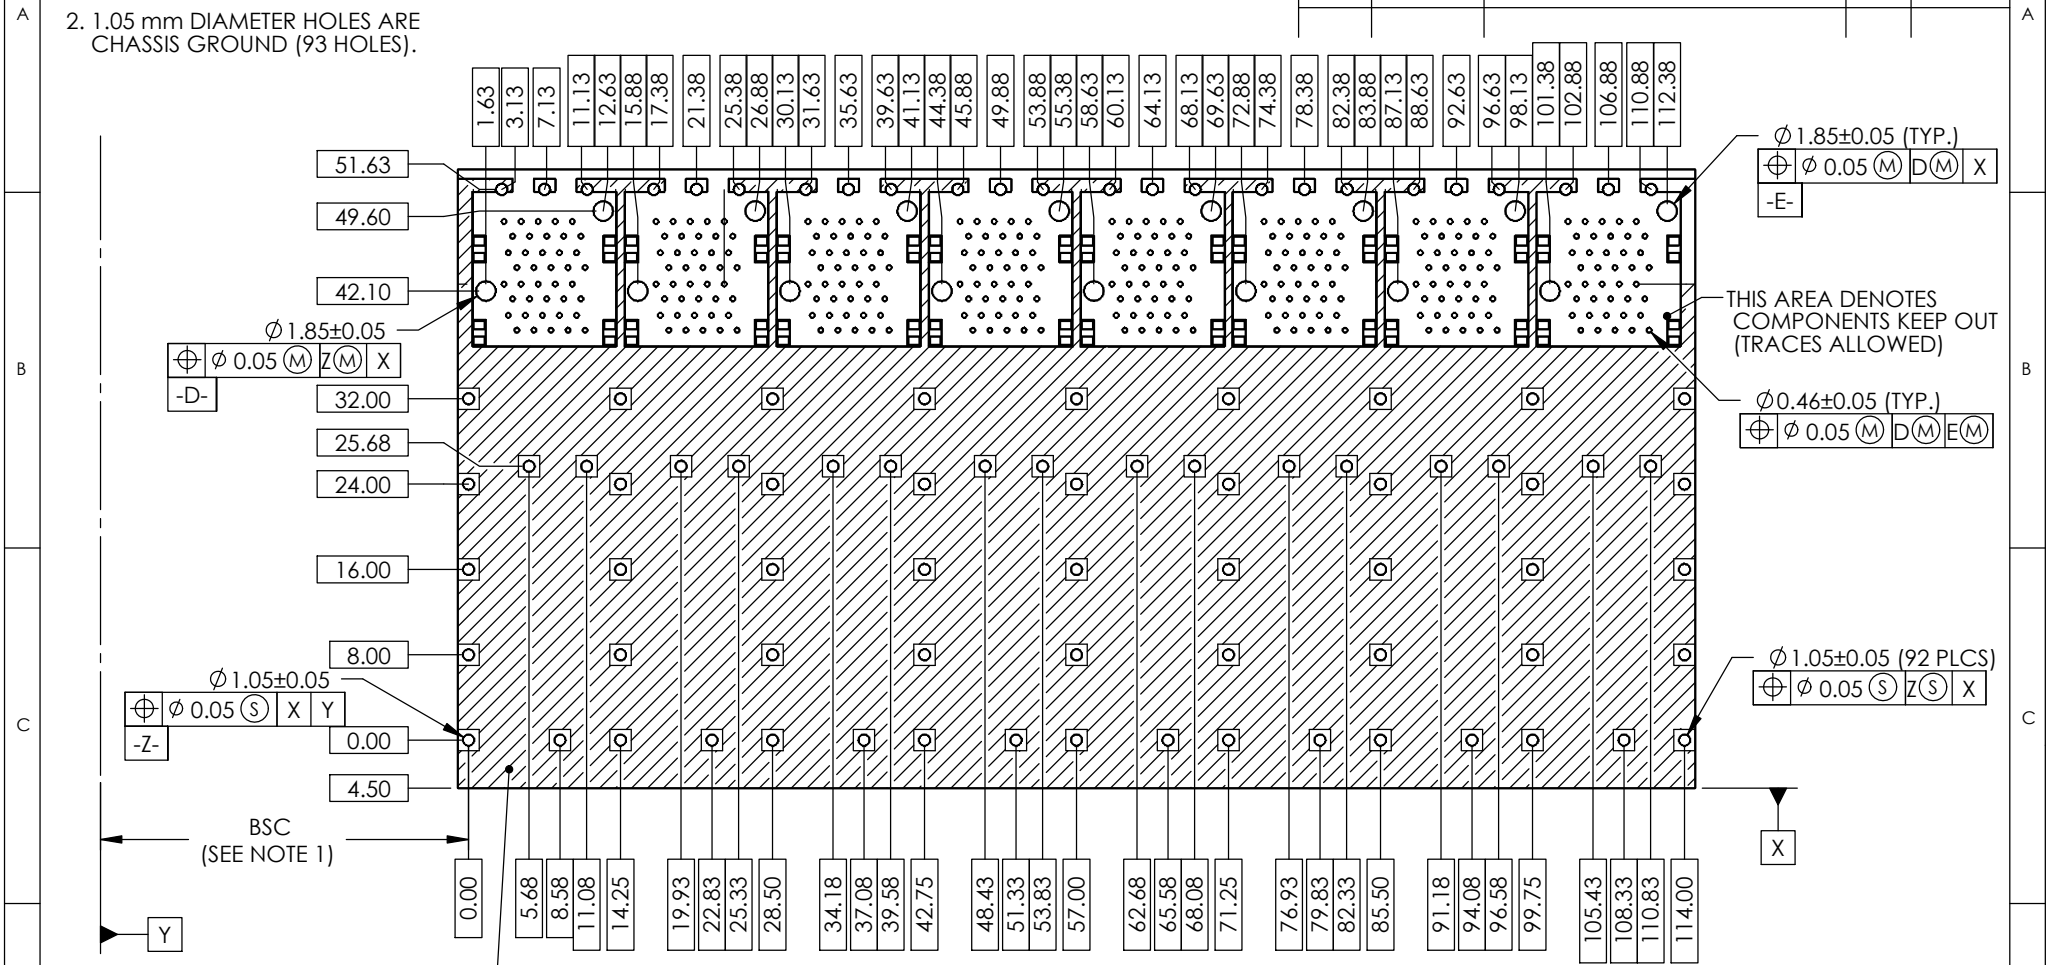 A
A
2. 1.05 mm DIAMETER HOLES ARE
CHASSIS GROUND (93 HOLES).
1.63 3.13 7.13 11.13 12.63 15.88 17.38 21.38 25.38 26.88 30.13 31.63 35.63 39.63 41.13 44.38 45.88 49.88 53.88 55.38 58.63 60.13 64.13 68.13 69.63 72.88 74.38 78.38 82.38 83.88 87.13 88.63 92.63 96.63 98.13 101.38 102.88 106.88 110.88 112.38
51.63
49.60
42.10
⌀1.85±0.05 (TYP.)
⌖ ⌀ 0.05 Ⓜ DⓂ X
-E-
⌀1.85±0.05
⌖ ⌀ 0.05 Ⓜ ZⓂ X
-D-
THIS AREA DENOTES
COMPONENTS KEEP OUT
(TRACES ALLOWED)
B
B
32.00
⌀0.46±0.05 (TYP.)
⌖ ⌀ 0.05 Ⓜ DⓂ EⓂ
25.68
24.00
16.00
8.00
⌀1.05±0.05
⌖ ⌀ 0.05 Ⓢ X Y
-Z-
0.00
4.50
⌀1.05±0.05 (92 PLCS)
⌖ ⌀ 0.05 Ⓢ ZⓈ X
C
C
BSC
(SEE NOTE 1)
X
Y
0.00 5.68 8.58 11.08 14.25 19.93 22.83 25.33 28.50 34.18 37.08 39.58 42.75 48.43 51.33 53.83 57.00 62.68 65.58 68.08 71.25 76.93 79.83 82.33 85.50 91.18 94.08 96.58 99.75 105.43 108.33 110.83 114.00